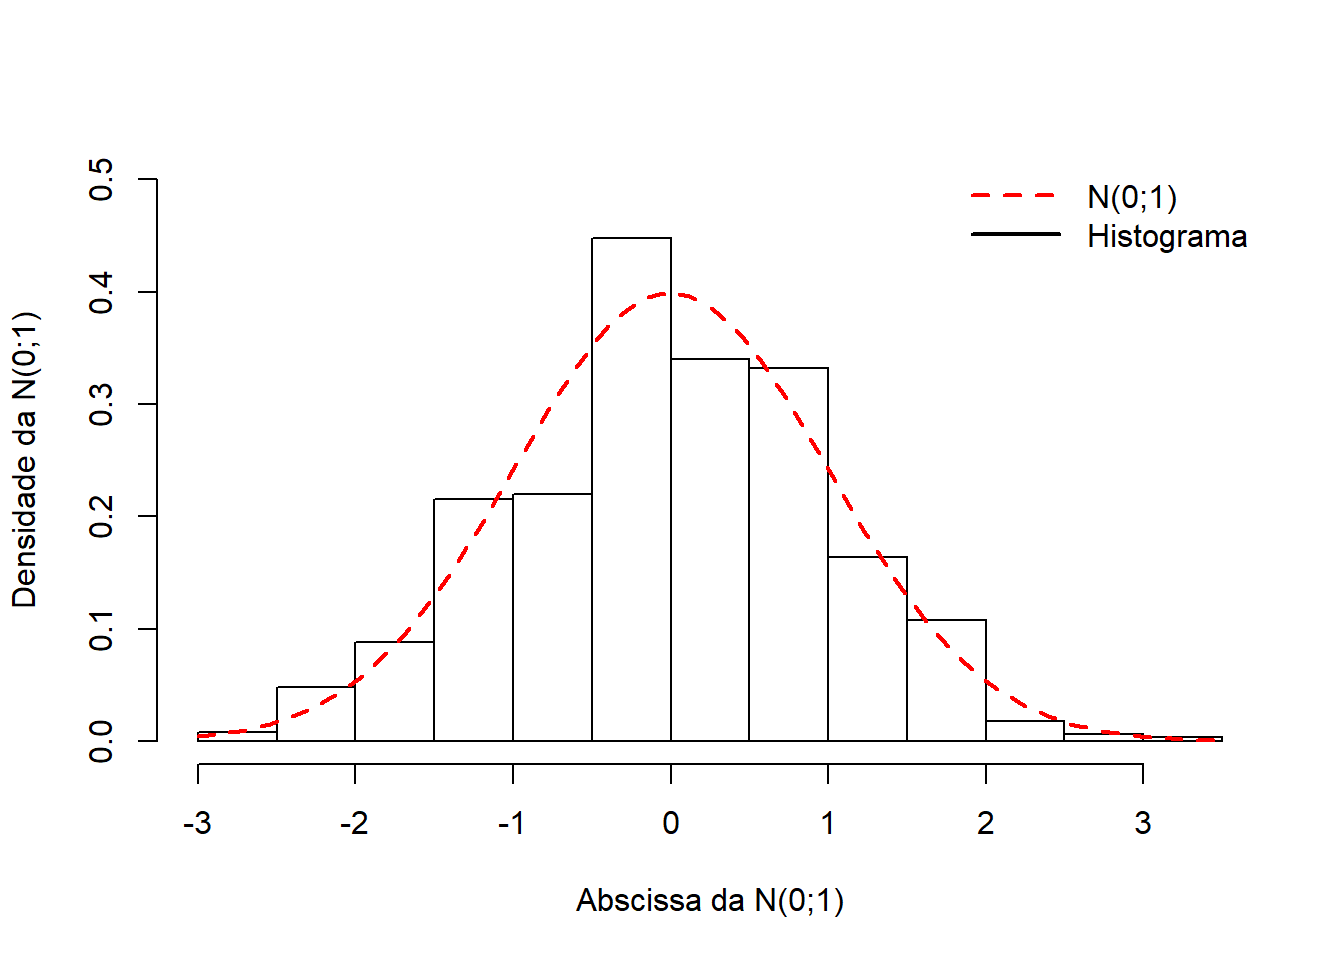 N(0;1)
Histograma
Densidade da N(0;1)
0.5
0.4
0.3
0.2
0.1
0.0
-3 -2 -1 0 1 2 3
Abscissa da N(0;1)